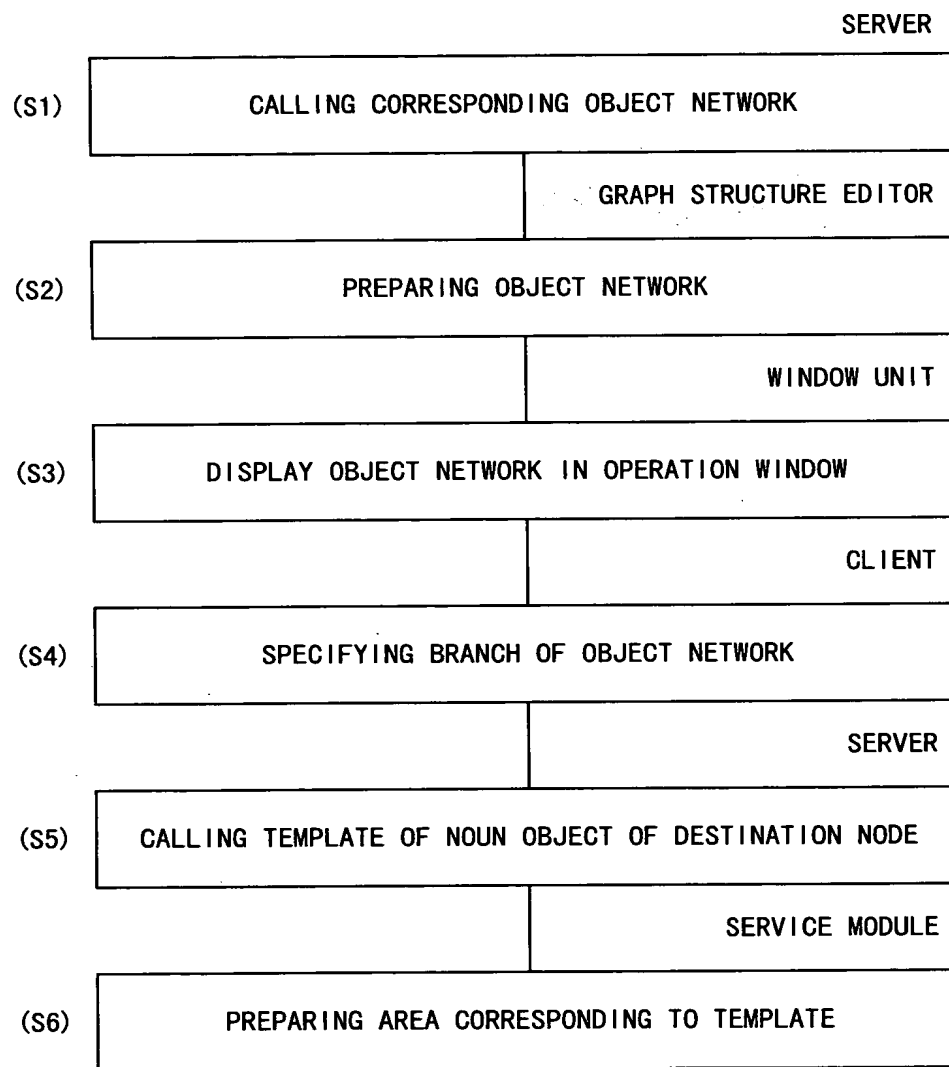 SERVER
(S1) CALLING CORRESPONDING OBJECT NETWORK
GRAPH STRUCTURE EDITOR
(S2) PREPARING OBJECT NETWORK
WINDOW UNIT
(S3) DISPLAY OBJECT NETWORK IN OPERATION WINDOW
CLIENT
(S4) SPECIFYING BRANCH OF OBJECT NETWORK
SERVER
(S5) CALLING TEMPLATE OF NOUN OBJECT OF DESTINATION NODE
SERVICE MODULE
(S6) PREPARING AREA CORRESPONDING TO TEMPLATE